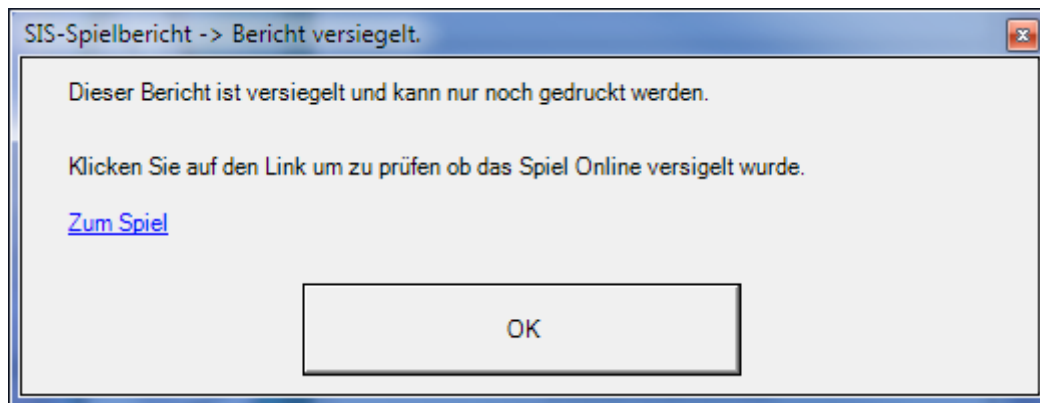 SIS-Spielbericht -> Bericht versiegelt.
Dieser Bericht ist versiegelt und kann nur noch gedruckt werden.
Klicken Sie auf den Link um zu prüfen ob das Spiel Online versigelt wurde.
Zum Spiel
OK